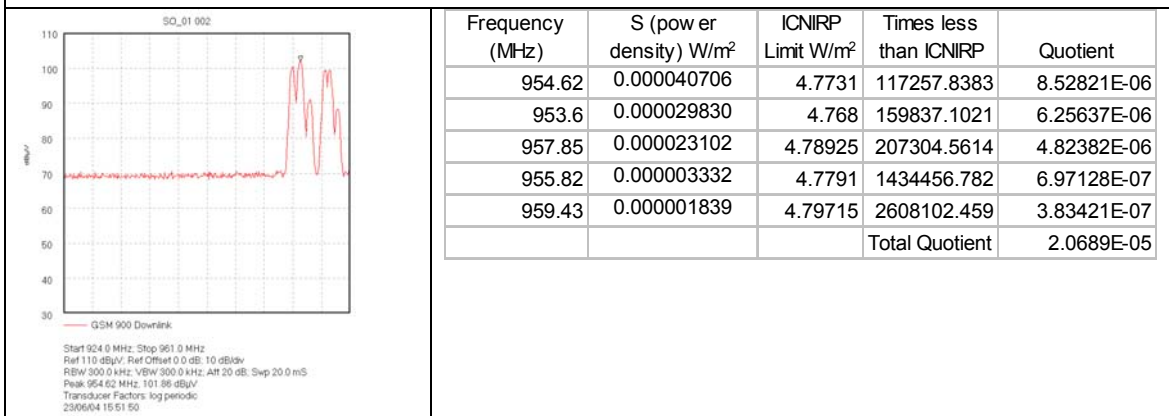 SO_01 002
110
100
90
80
70
60
50
40
30
dBµV
GSM 900 Downlink
Start 924.0 MHz; Stop 961.0 MHz
Ref 110 dBµV; Ref Offset 0.0 dB; 10 dB/div
RBW 300.0 kHz; VBW 300.0 kHz; Att 20 dB; Swp 20.0 mS
Peak 954.62 MHz, 101.86 dBµV
Transducer Factors: log periodic
23/06/04 15:51:50
Frequency (MHz) S (power density) W/m² ICNIRP Limit W/m² Times less than ICNIRP Quotient
954.62 0.000040706 4.7731 117257.8383 8.52821E-06
953.6 0.000029830 4.768 159837.1021 6.25637E-06
957.85 0.000023102 4.78925 207304.5614 4.82382E-06
955.82 0.000003332 4.7791 1434456.782 6.97128E-07
959.43 0.000001839 4.79715 2608102.459 3.83421E-07
Total Quotient 2.0689E-05